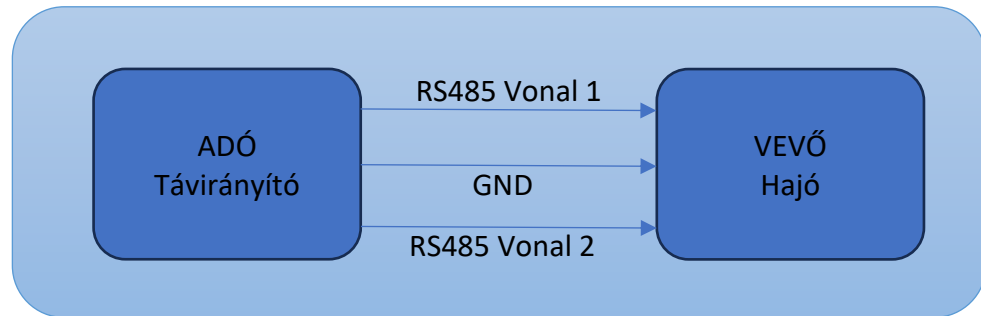 ADÓ
Távirányító
RS485 Vonal 1
GND
RS485 Vonal 2
VEVŐ
Hajó